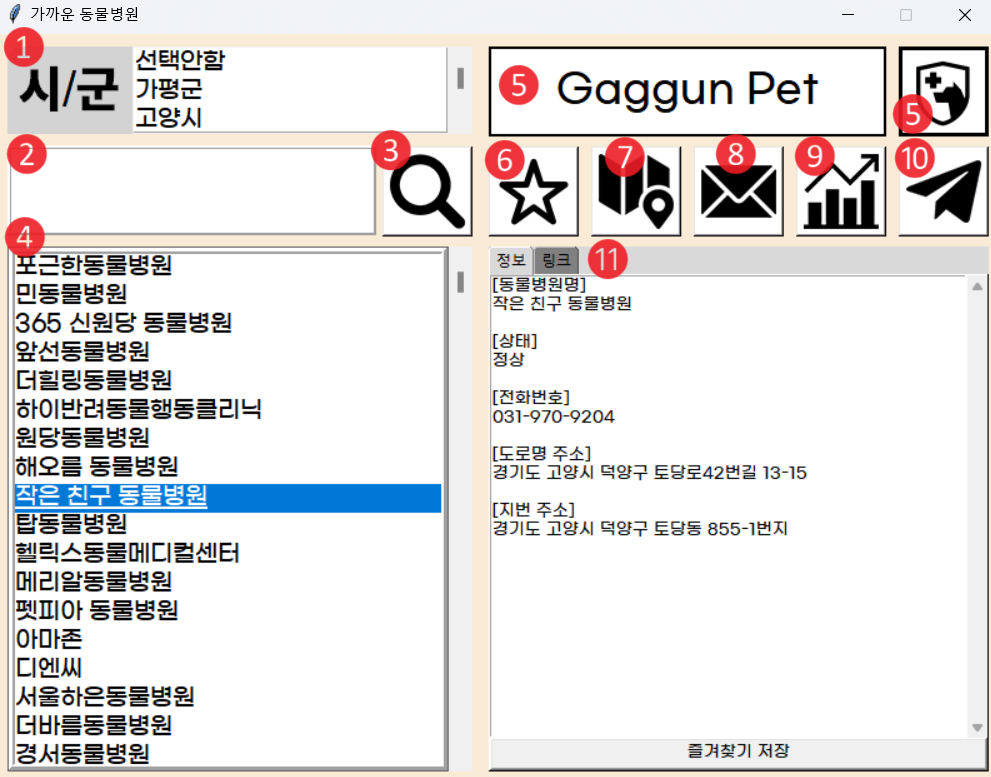 가까운 동물병원
1
시/군
선택안함
가평군
고양시
5
Gaggun Pet
5
2
3
6
7
8
9
10
4
포근한동물병원
민동물병원
365 신원당 동물병원
앞선동물병원
더힐링동물병원
하이반려동물행동클리닉
원당동물병원
해오름 동물병원
작은 친구 동물병원
탑동물병원
헬릭스동물메디컬센터
메리알동물병원
펫피아 동물병원
아마존
디엔씨
서울하은동물병원
더바름동물병원
경서동물병원
정보 링크
11
[동물병원명]
작은 친구 동물병원
[상태]
정상
[전화번호]
031-970-9204
[도로명 주소]
경기도 고양시 덕양구 토당로42번길 13-15
[지번 주소]
경기도 고양시 덕양구 토당동 855-1번지
즐겨찾기 저장